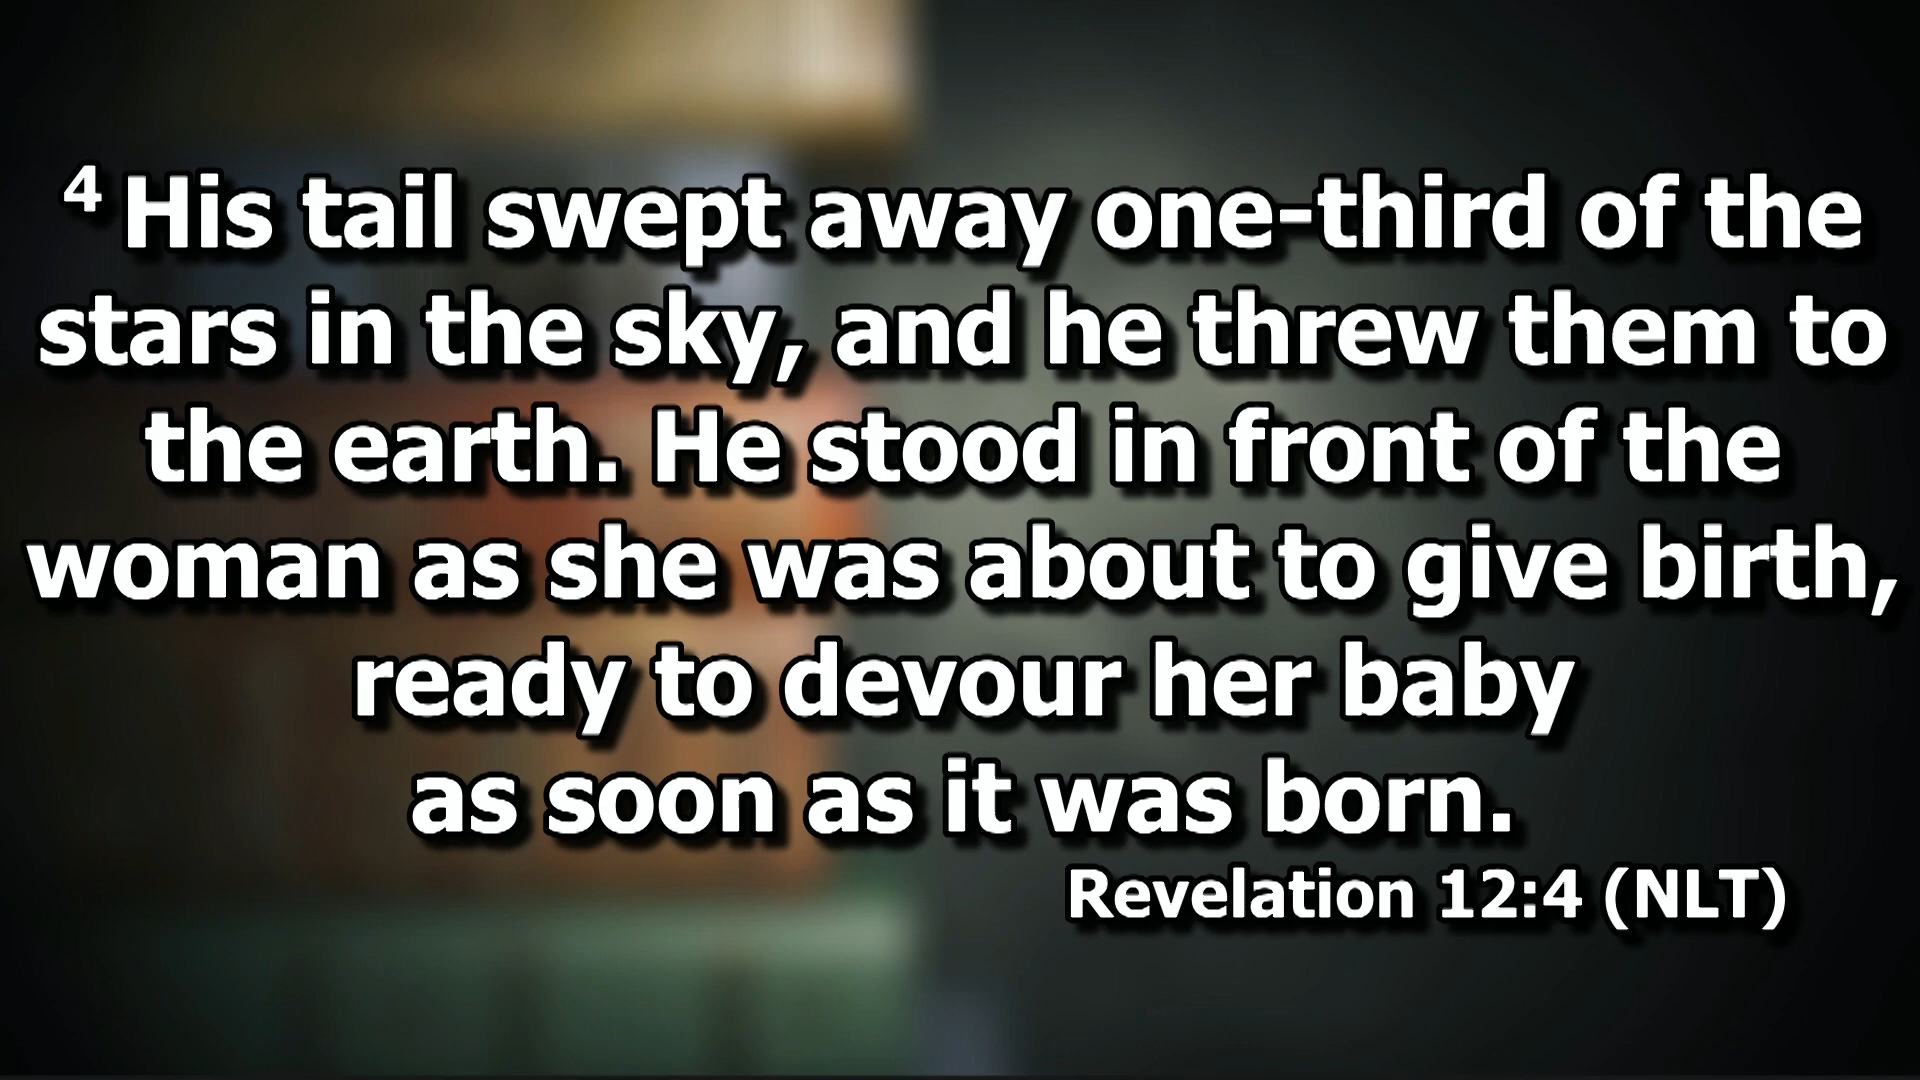 4 His tail swept away one-third of the
stars in the sky, and he threw them to
the earth. He stood in front of the
woman as she was about to give birth,
ready to devour her baby
as soon as it was born.
Revelation 12:4 (NLT)